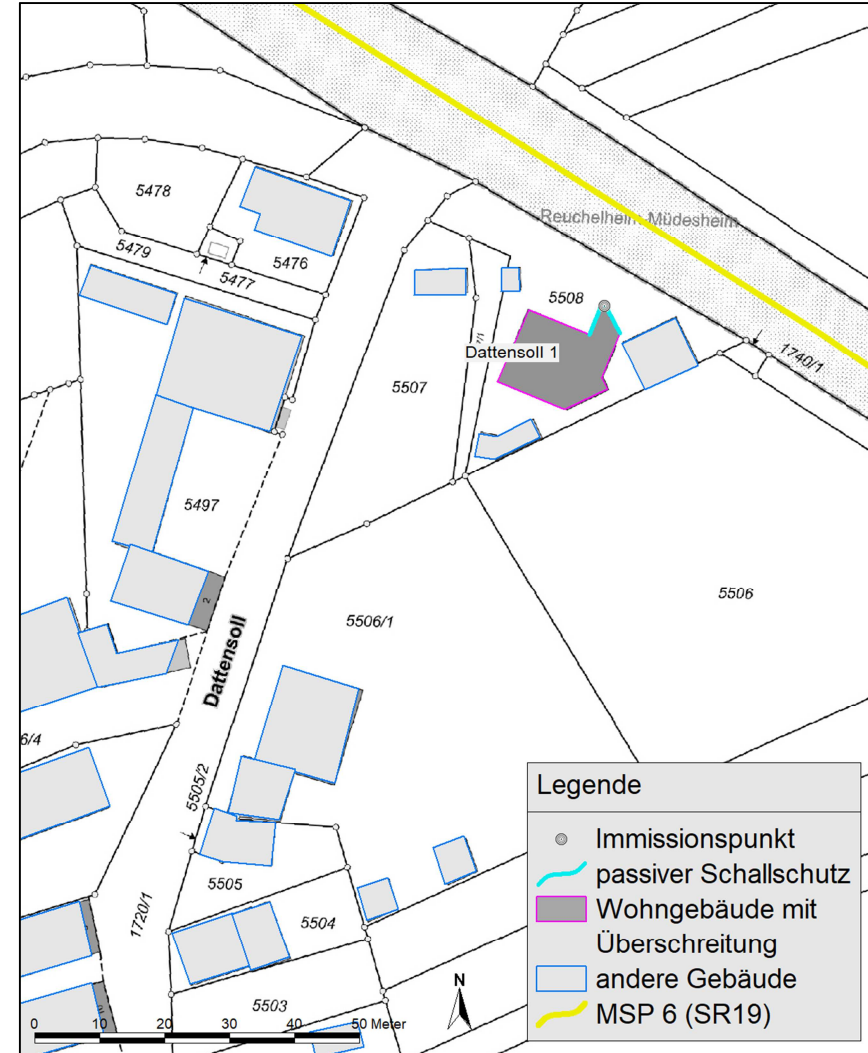 5478
Reuchelheim-Müdesheim
5479
5476
5477
5508
1740/1
Dattensoll 1
5507
5497
5506
2
5506/1
Dattensoll
6/4
5505/2
Legende
Immissionspunkt
passiver Schallschutz
Wohngebäude mit
Überschreitung
andere Gebäude
MSP 6 (SR19)
5505
1720/1
5504
5503
N
0 10 20 30 40 50 Meter